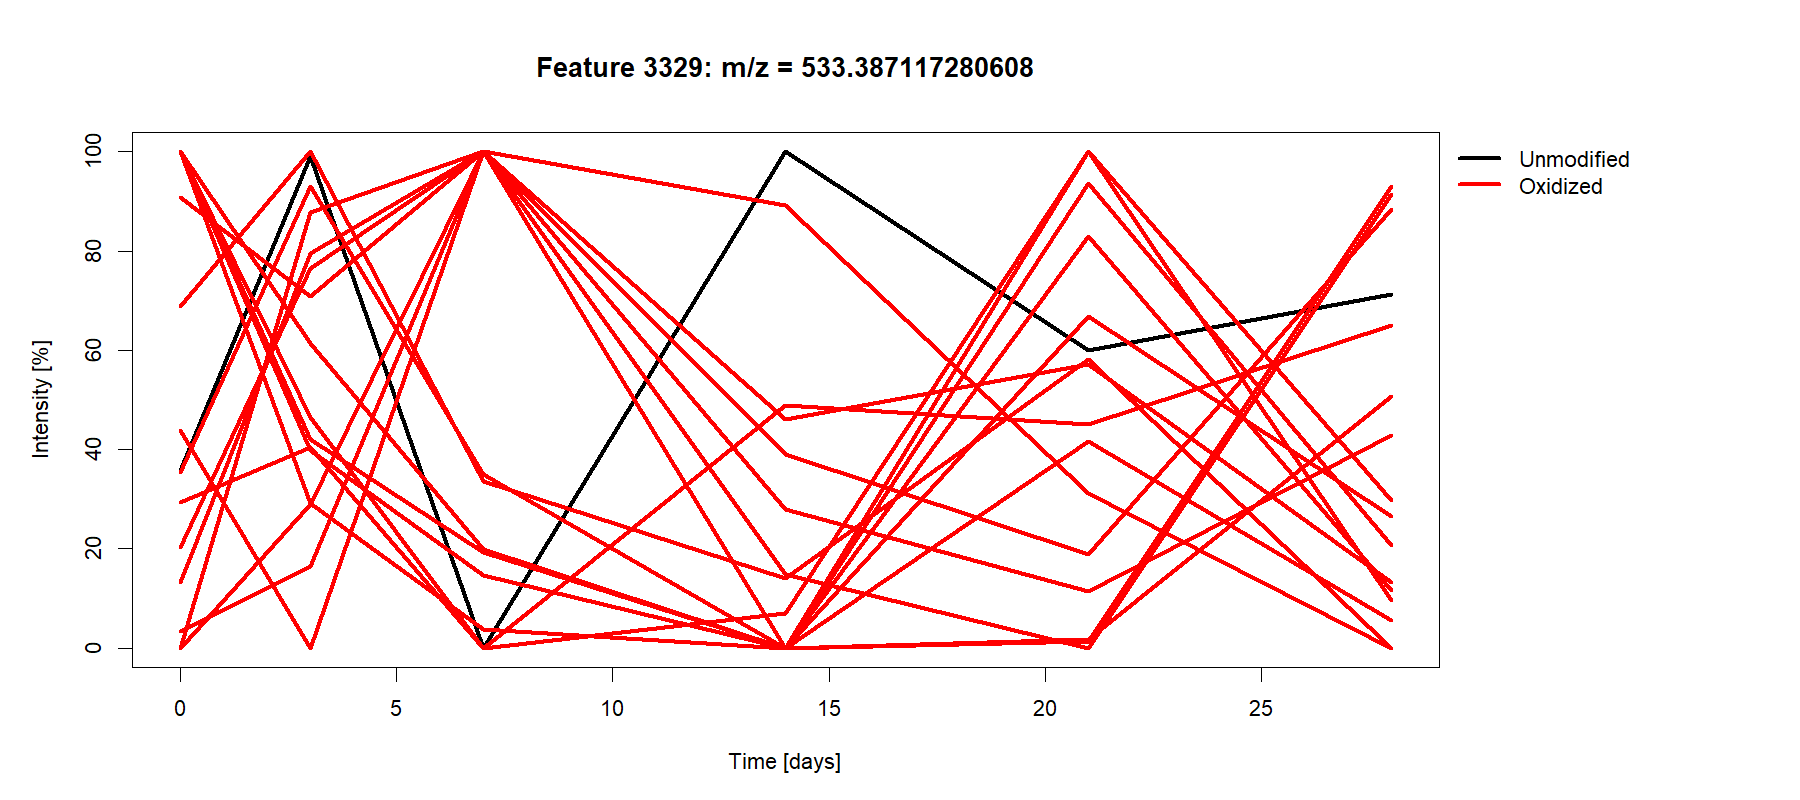 Feature 3329: m/z = 533.387117280608
Unmodified
Oxidized
Intensity [%]
100
80
60
40
20
0
0 5 10 15 20 25
Time [days]